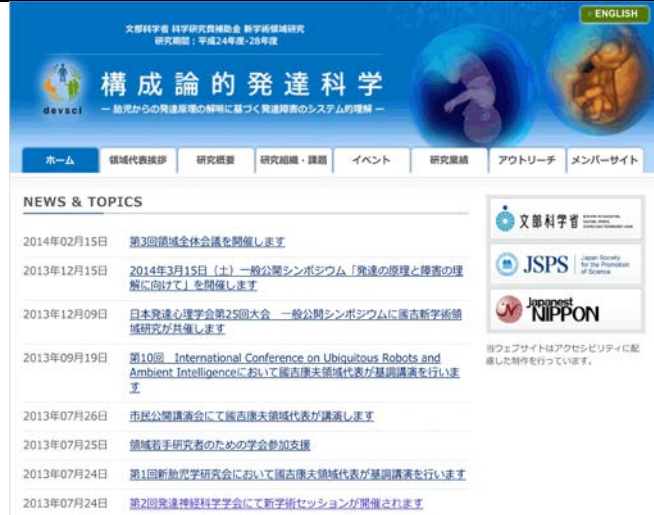 ENGLISH
文部科学省 科学研究費補助金 新学術領域研究
研究期間：平成24年度-28年度
構成論的発達科学
devsci
― 胎児からの発達原理の解明に基づく発達障害のシステム的理解 ―
ホーム 領域代表挨拶 研究概要 研究組織・課題 イベント 研究業績 アウトリーチ メンバーサイト
NEWS & TOPICS
2014年02月15日 第3回領域全体会議を開催します
2013年12月15日 2014年3月15日（土）一般公開シンポジウム「発達の原理と障害の理
解に向けて」を開催します
2013年12月09日 日本発達心理学会第25回大会　一般公開シンポジウムに國吉新学術領
域研究が共催します
2013年09月19日 第10回　International Conference on Ubiquitous Robots and
Ambient Intelligenceにおいて國吉康夫領域代表が基調講演を行いま
す
2013年07月26日 市民公開講演会にて國吉康夫領域代表が講演します
2013年07月25日 領域若手研究者のための学会参加支援
2013年07月24日 第1回新胎児学研究会において國吉康夫領域代表が基調講演を行います
2013年07月24日 第2回発達神経科学学会にて新学術セッションが開催されます
文部科学省
JSPS Japan Society
for the Promotion
of Science
Japanest
NIPPON
当ウェブサイトはアクセシビリティに配
慮した制作を行っています。